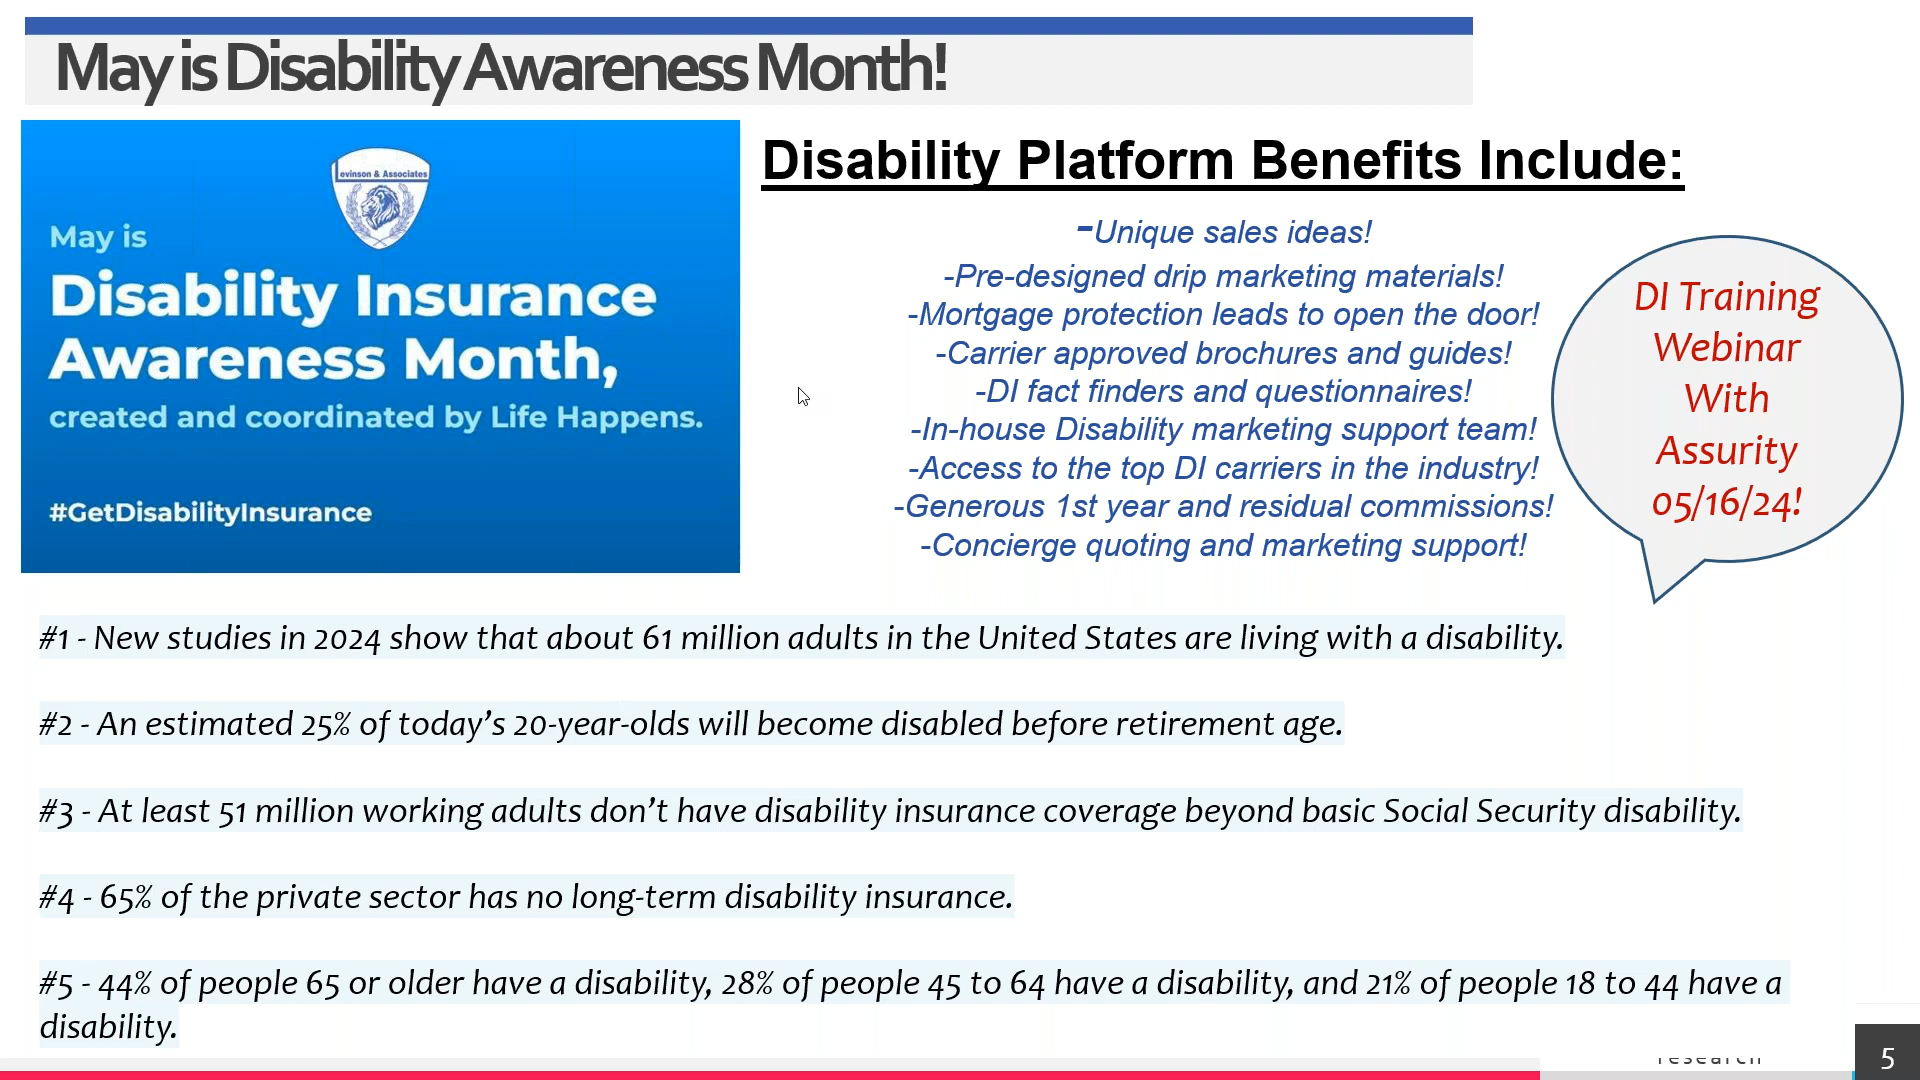 May is Disability Awareness Month!
Levinson & Associates
May is
Disability Insurance
Awareness Month,
created and coordinated by Life Happens.
#GetDisabilityInsurance
Disability Platform Benefits Include:
-Unique sales ideas!
-Pre-designed drip marketing materials!
-Mortgage protection leads to open the door!
-Carrier approved brochures and guides!
-DI fact finders and questionnaires!
-In-house Disability marketing support team!
-Access to the top DI carriers in the industry!
-Generous 1st year and residual commissions!
-Concierge quoting and marketing support!
DI Training
Webinar
With
Assurity
05/16/24!
#1 - New studies in 2024 show that about 61 million adults in the United States are living with a disability.
#2 - An estimated 25% of today’s 20-year-olds will become disabled before retirement age.
#3 - At least 51 million working adults don’t have disability insurance coverage beyond basic Social Security disability.
#4 - 65% of the private sector has no long-term disability insurance.
#5 - 44% of people 65 or older have a disability, 28% of people 45 to 64 have a disability, and 21% of people 18 to 44 have a
disability.
research
5